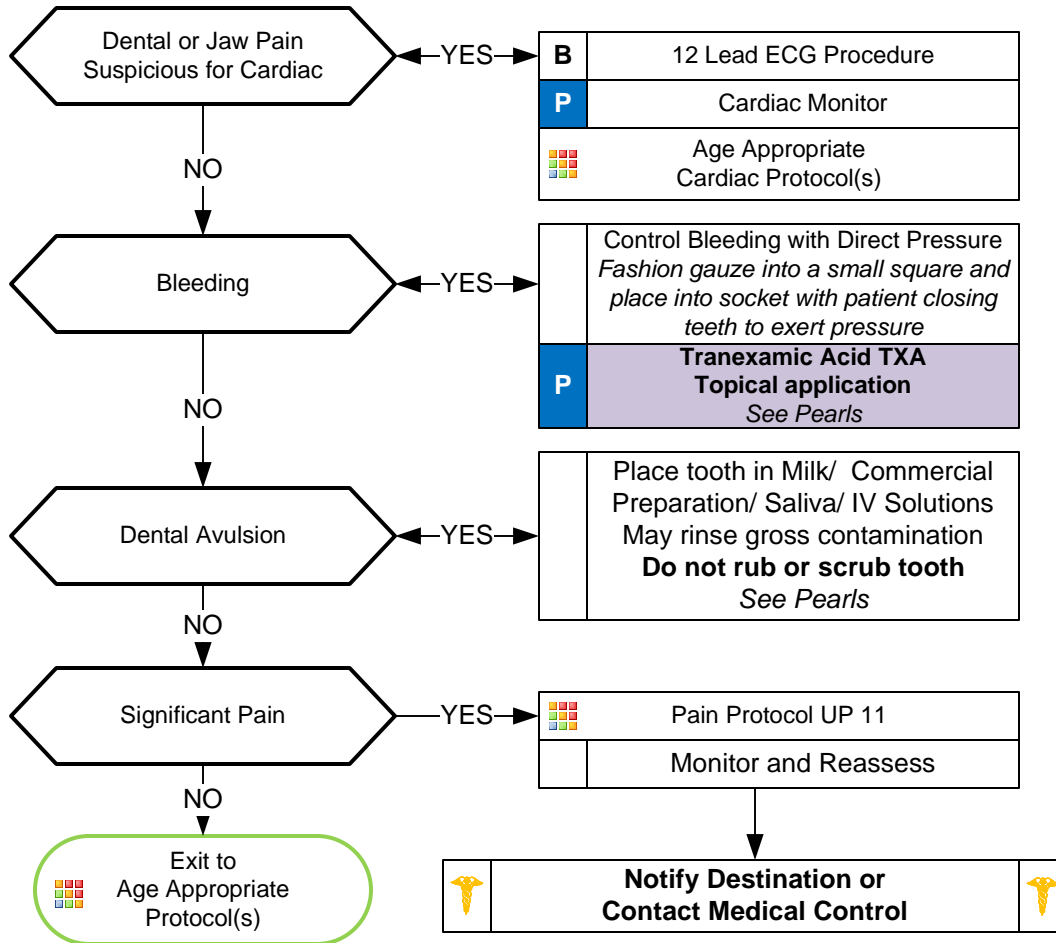 Dental or Jaw Pain
Suspicious for Cardiac
YES
B
12 Lead ECG Procedure
P
Cardiac Monitor
Age Appropriate
Cardiac Protocol(s)
NO
Bleeding
YES
Control Bleeding with Direct Pressure
Fashion gauze into a small square and
place into socket with patient closing
teeth to exert pressure
P
Tranexamic Acid TXA
Topical application
See Pearls
NO
Dental Avulsion
YES
Place tooth in Milk/ Commercial
Preparation/ Saliva/ IV Solutions
May rinse gross contamination
Do not rub or scrub tooth
See Pearls
NO
Significant Pain
YES
Pain Protocol UP 11
Monitor and Reassess
NO
Exit to
Age Appropriate
Protocol(s)
Notify Destination or
Contact Medical Control